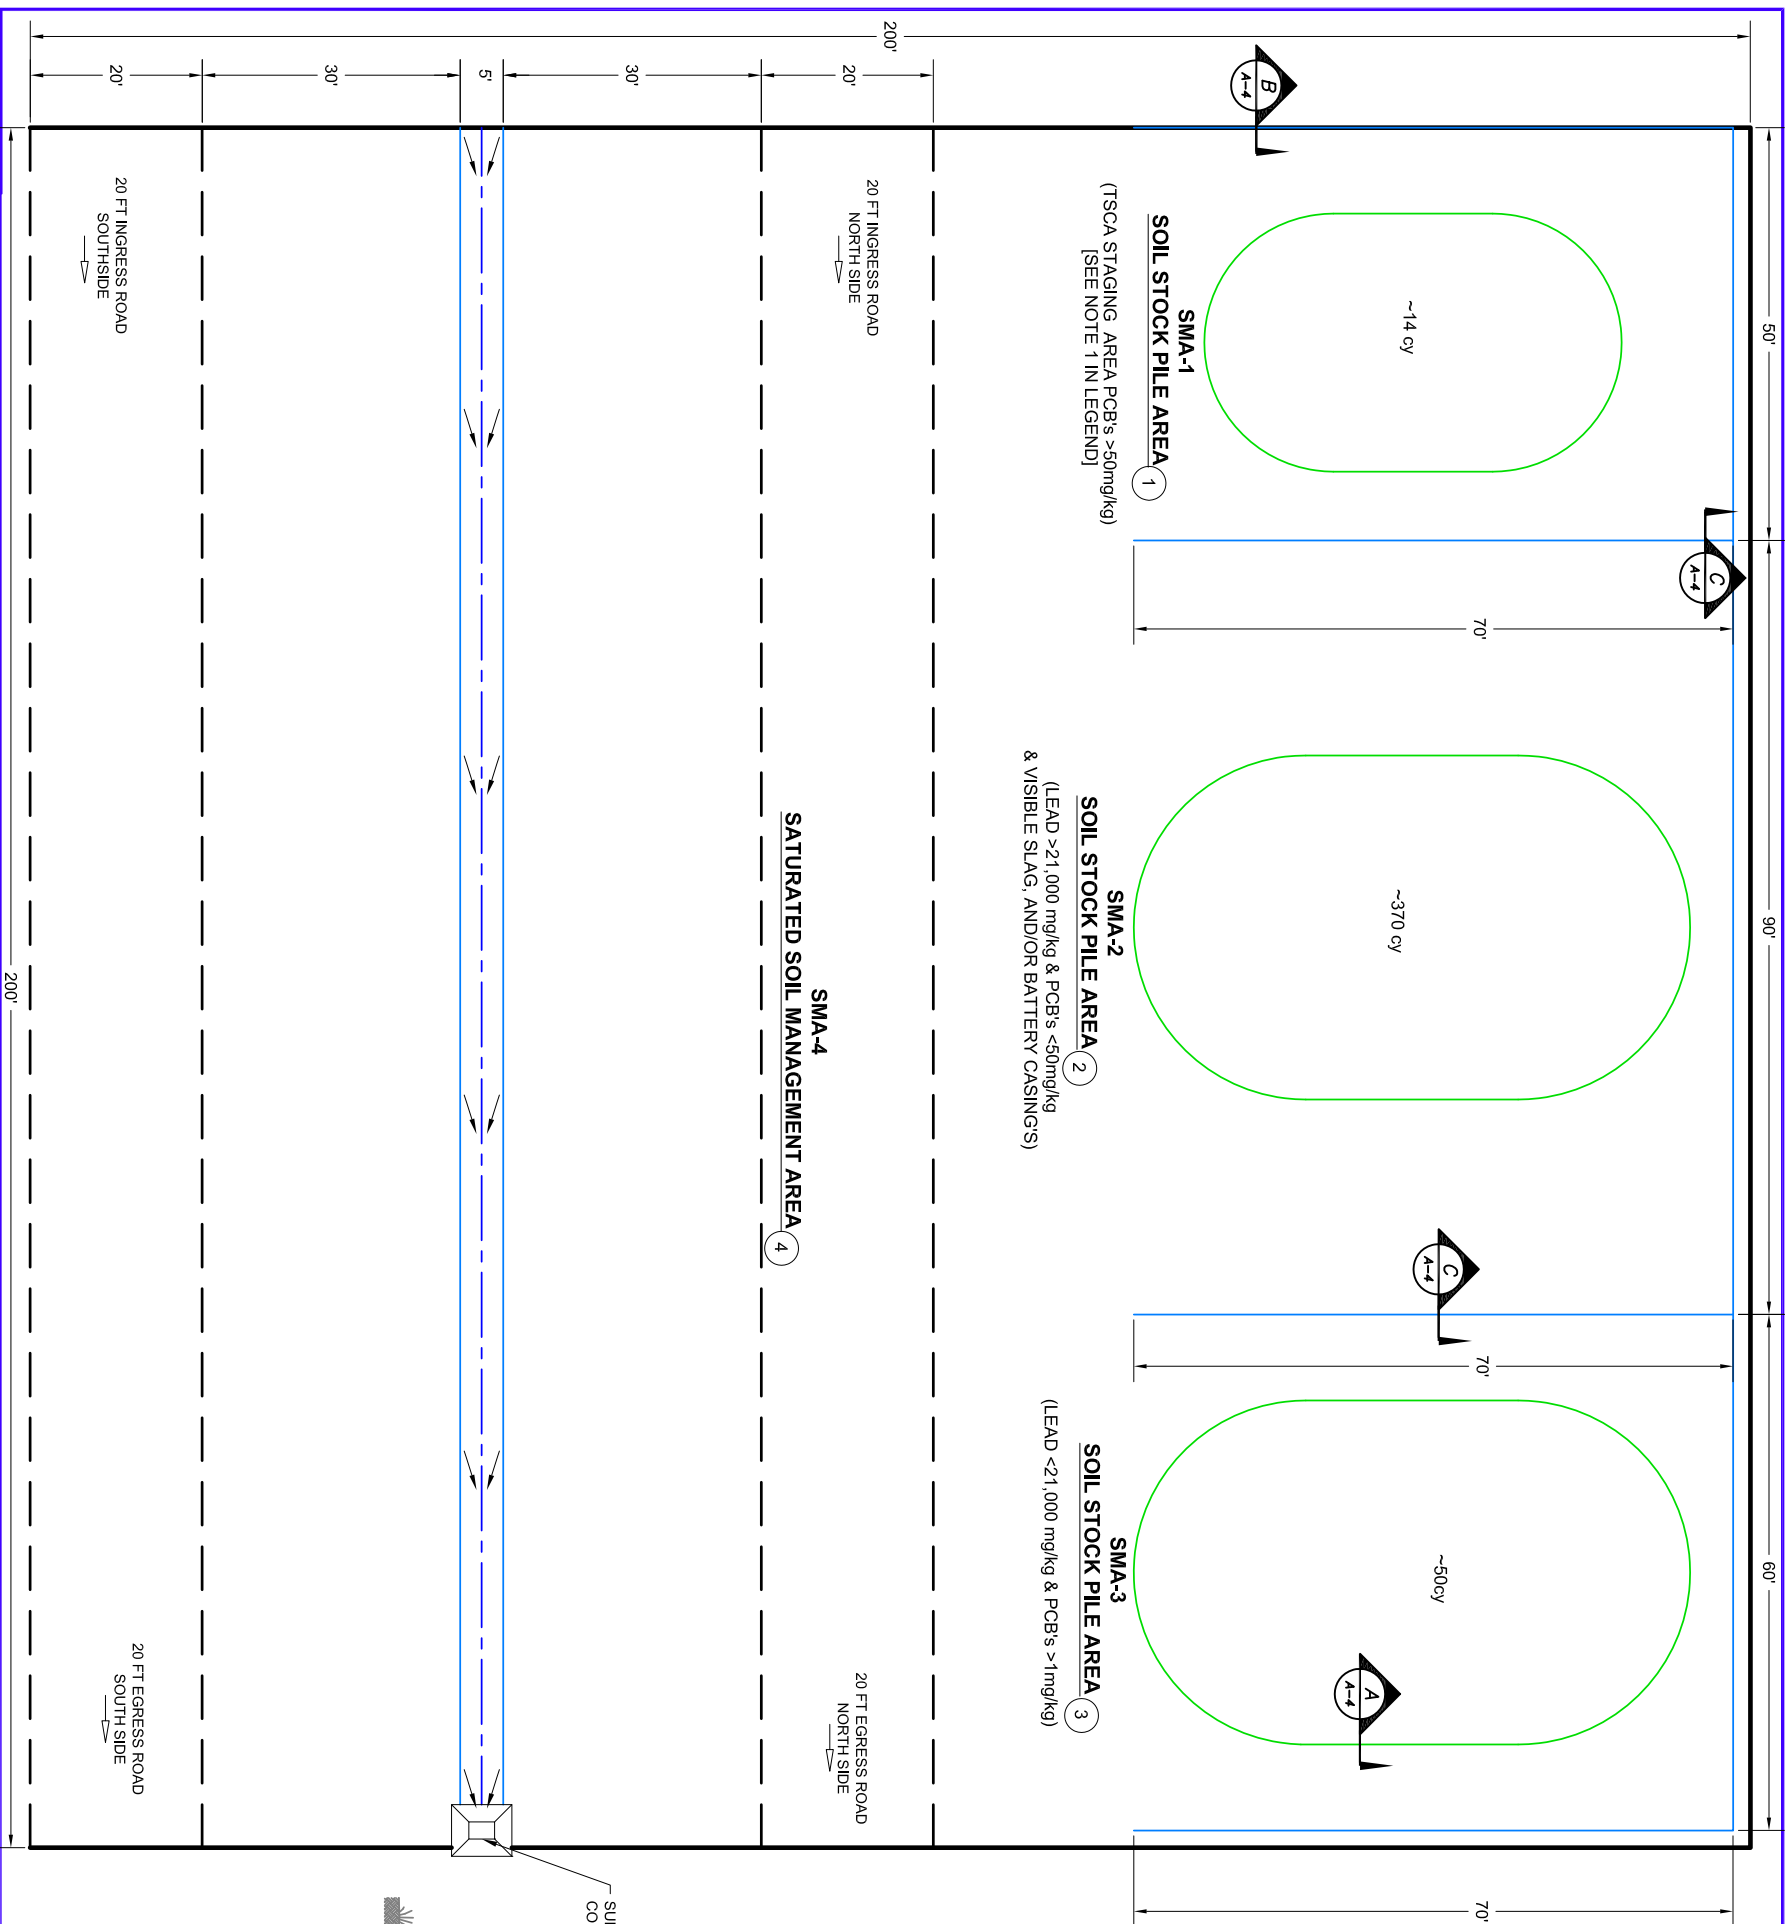 200'
20'
30'
5'
30'
20'
50'
90'
60'
B
A-4
C
A-4
C
A-4
A
A-4
~14 cy
SMA-1
SOIL STOCK PILE AREA
1
(TSCA STAGING AREA PCB's >50mg/kg)
[SEE NOTE 1 IN LEGEND]
70'
~370 cy
SMA-2
SOIL STOCK PILE AREA
2
(LEAD >21,000 mg/kg & PCB's <50mg/kg
& VISIBLE SLAG, AND/OR BATTERY CASING'S)
70'
~50cy
SMA-3
SOIL STOCK PILE AREA
3
(LEAD <21,000 mg/kg & PCB's >1mg/kg)
70'
20 FT INGRESS ROAD
NORTH SIDE
20 FT EGRESS ROAD
NORTH SIDE
SMA-4
SATURATED SOIL MANAGEMENT AREA
4
20 FT INGRESS ROAD
SOUTHSIDE
20 FT EGRESS ROAD
SOUTH SIDE
200'
CO